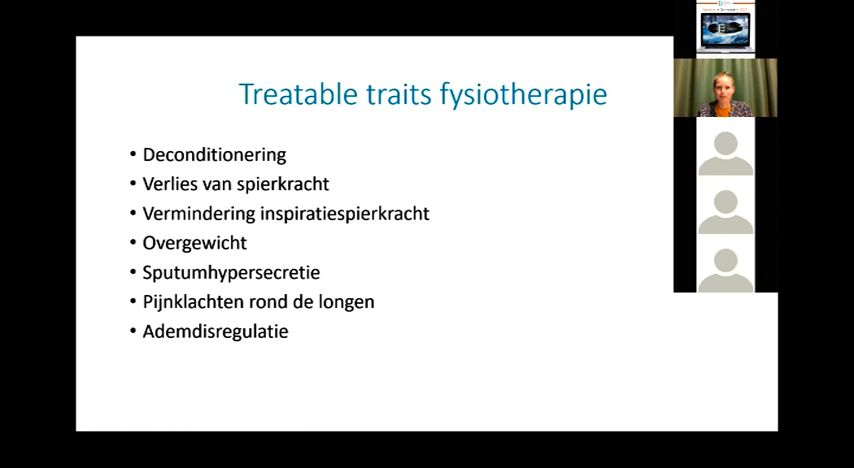 Treatable traits fysiotherapie
• Deconditionering
• Verlies van spierkracht
• Vermindering inspiratiespierkracht
• Overgewicht
• Sputumhypersecretie
• Pijnklachten rond de longen
• Ademdisregulatie